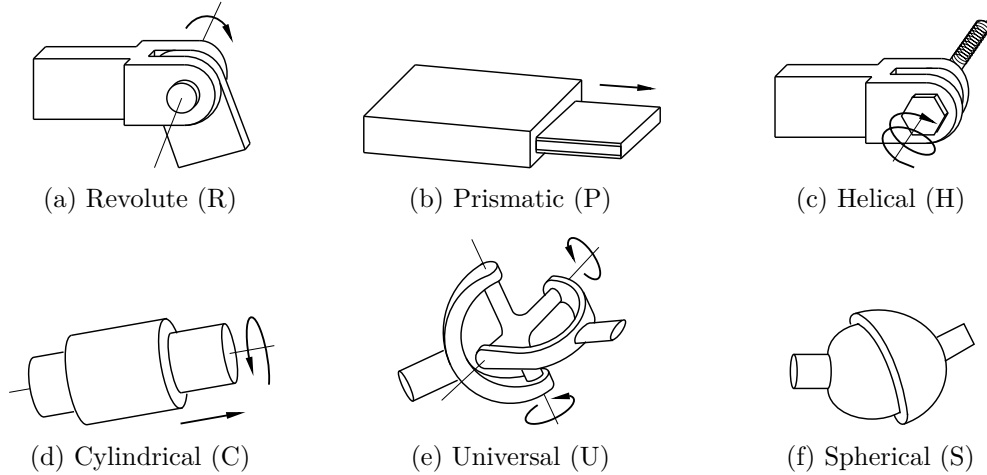 (a) Revolute (R)
(b) Prismatic (P)
(c) Helical (H)
(d) Cylindrical (C)
(e) Universal (U)
(f) Spherical (S)